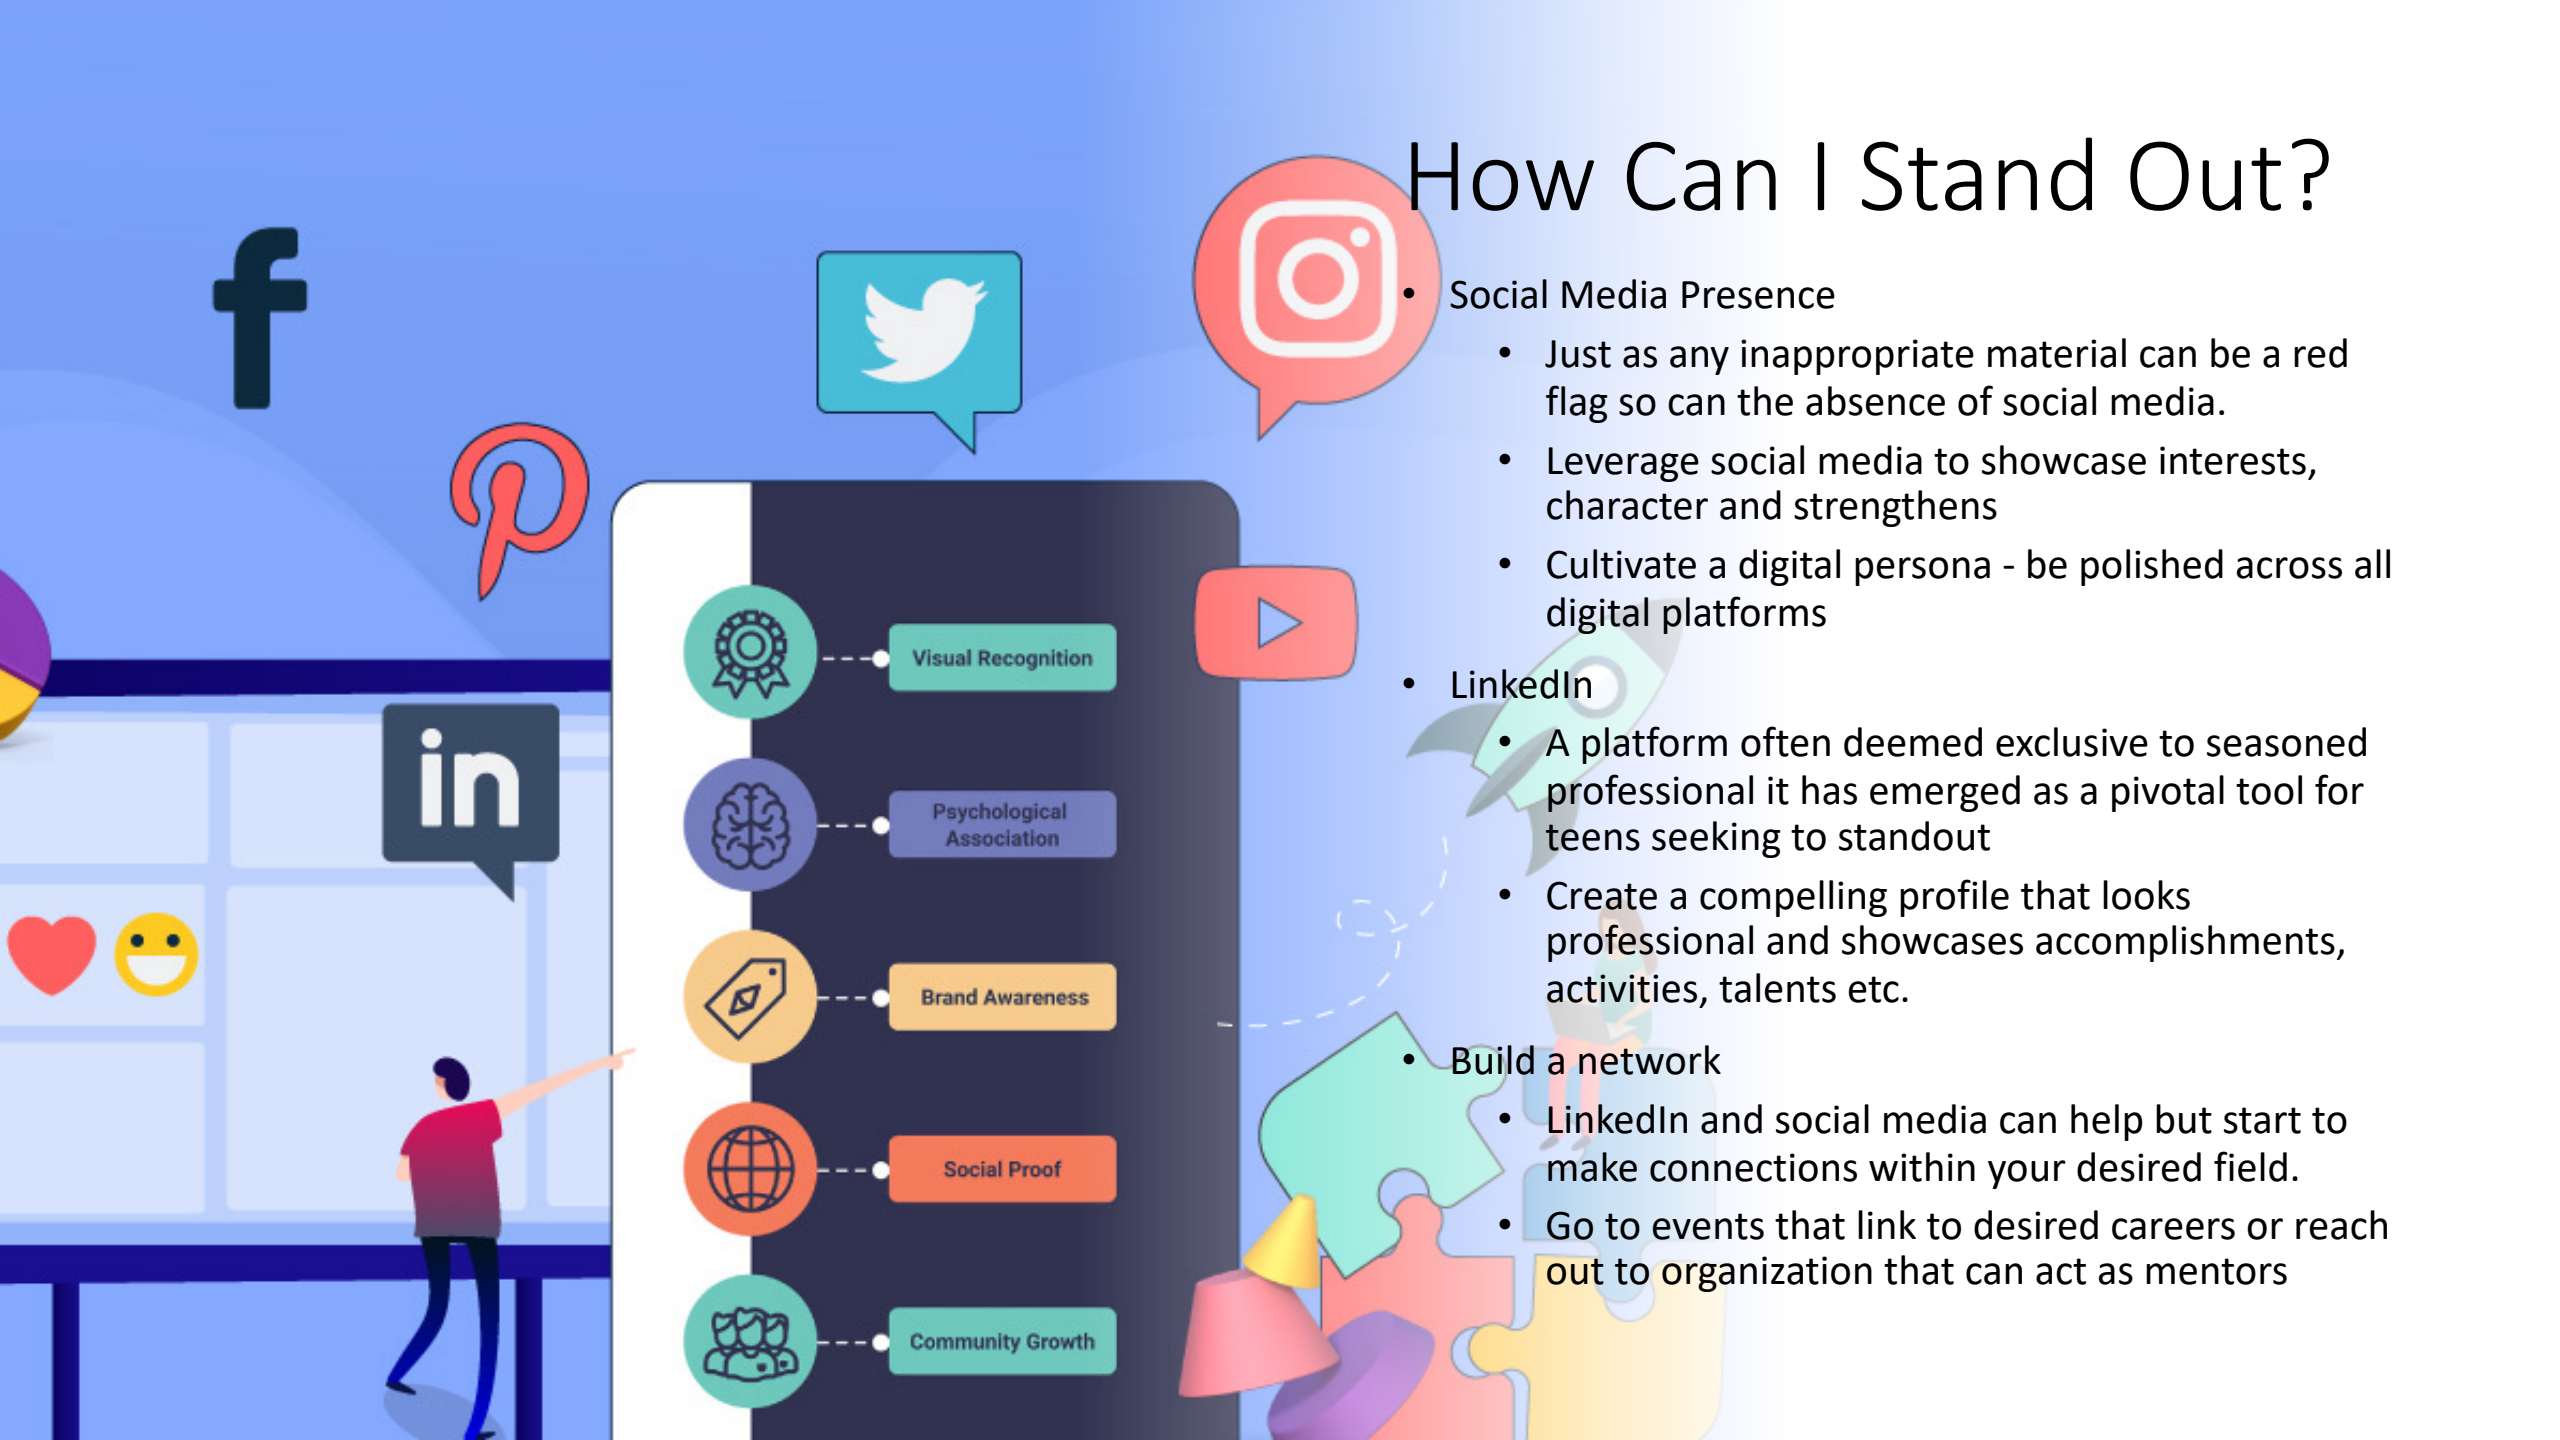 How Can I Stand Out?
• Social Media Presence
• Just as any inappropriate material can be a red
flag so can the absence of social media.
• Leverage social media to showcase interests,
character and strengthens
• Cultivate a digital persona - be polished across all
digital platforms
• LinkedIn
• A platform often deemed exclusive to seasoned
professional it has emerged as a pivotal tool for
teens seeking to standout
• Create a compelling profile that looks
professional and showcases accomplishments,
activities, talents etc.
• Build a network
• LinkedIn and social media can help but start to
make connections within your desired field.
• Go to events that link to desired careers or reach
out to organization that can act as mentors
Visual Recognition
Psychological
Association
Brand Awareness
Social Proof
Community Growth
in